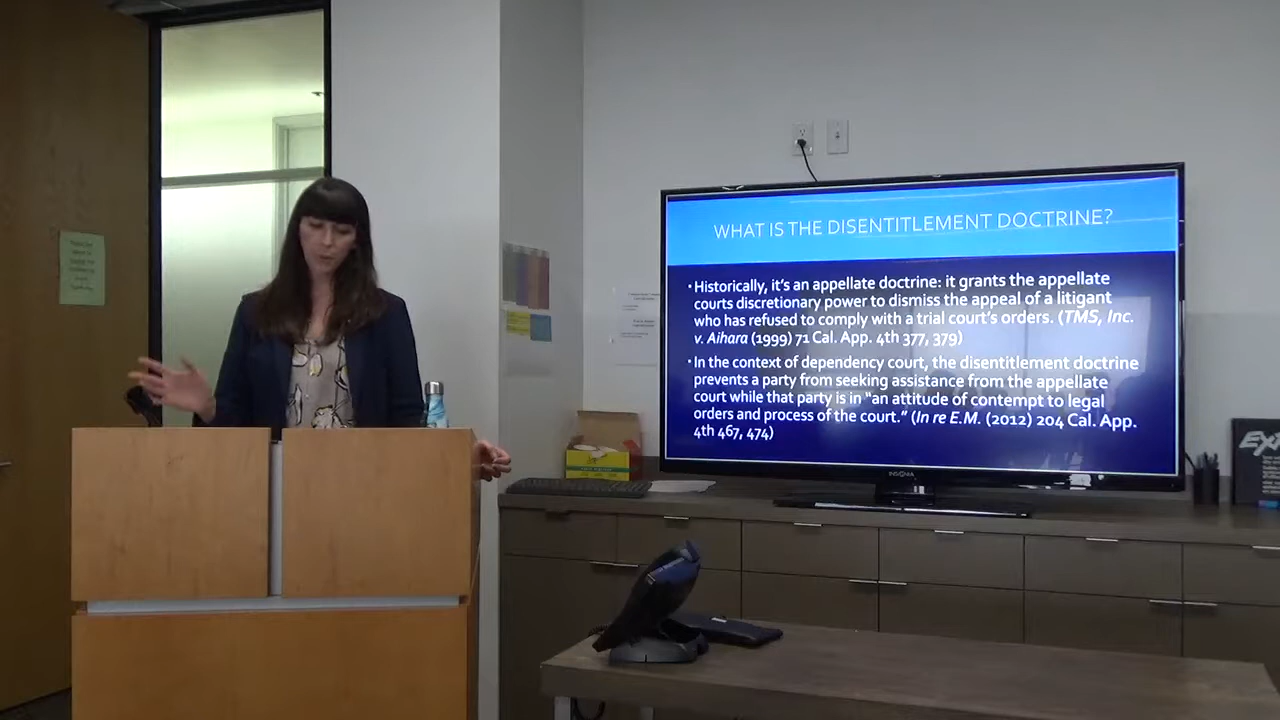 WHAT IS THE DISENTITLEMENT DOCTRINE?
• Historically, it's an appellate doctrine: it grants the appellate
courts discretionary power to dismiss the appeal of a litigant
who has refused to comply with a trial court's orders. (TMS, Inc.
v. Aihara (1999) 71 Cal. App. 4th 377, 379)
• In the context of dependency court, the disentitlement doctrine
prevents a party from seeking assistance from the appellate
court while that party is in “an attitude of contempt to legal
orders and process of the court.” (In re E.M. (2012) 204 Cal. App.
4th 467, 474)
INSIGNIA